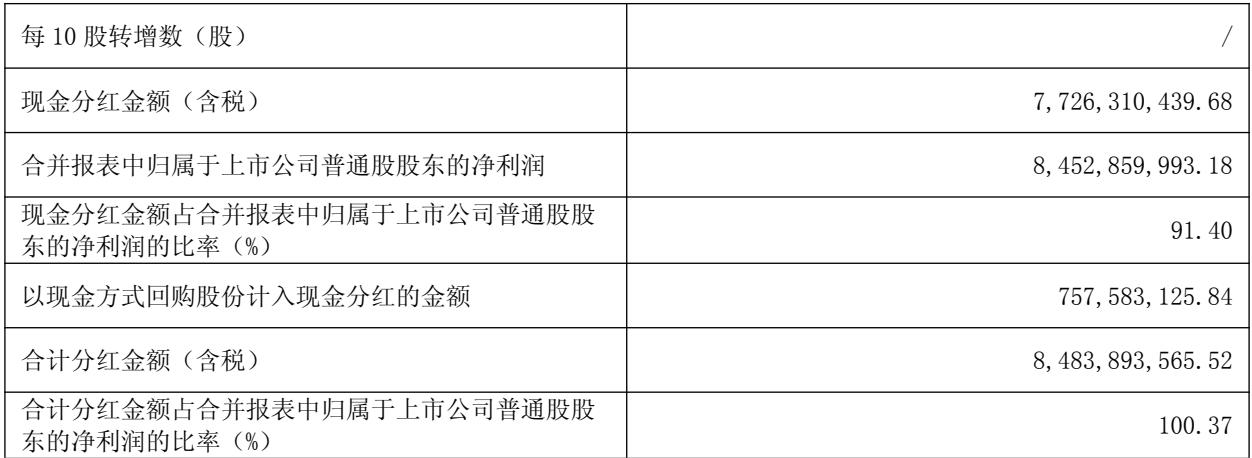 每 10 股转增数（股）
/
现金分红金额（含税）
7,726,310,439.68
合并报表中归属于上市公司普通股股东的净利润
8,452,859,993.18
现金分红金额占合并报表中归属于上市公司普通股股
东的净利润的比率（%）
91.40
以现金方式回购股份计入现金分红的金额
757,583,125.84
合计分红金额（含税）
8,483,893,565.52
合计分红金额占合并报表中归属于上市公司普通股股
东的净利润的比率（%）
100.37